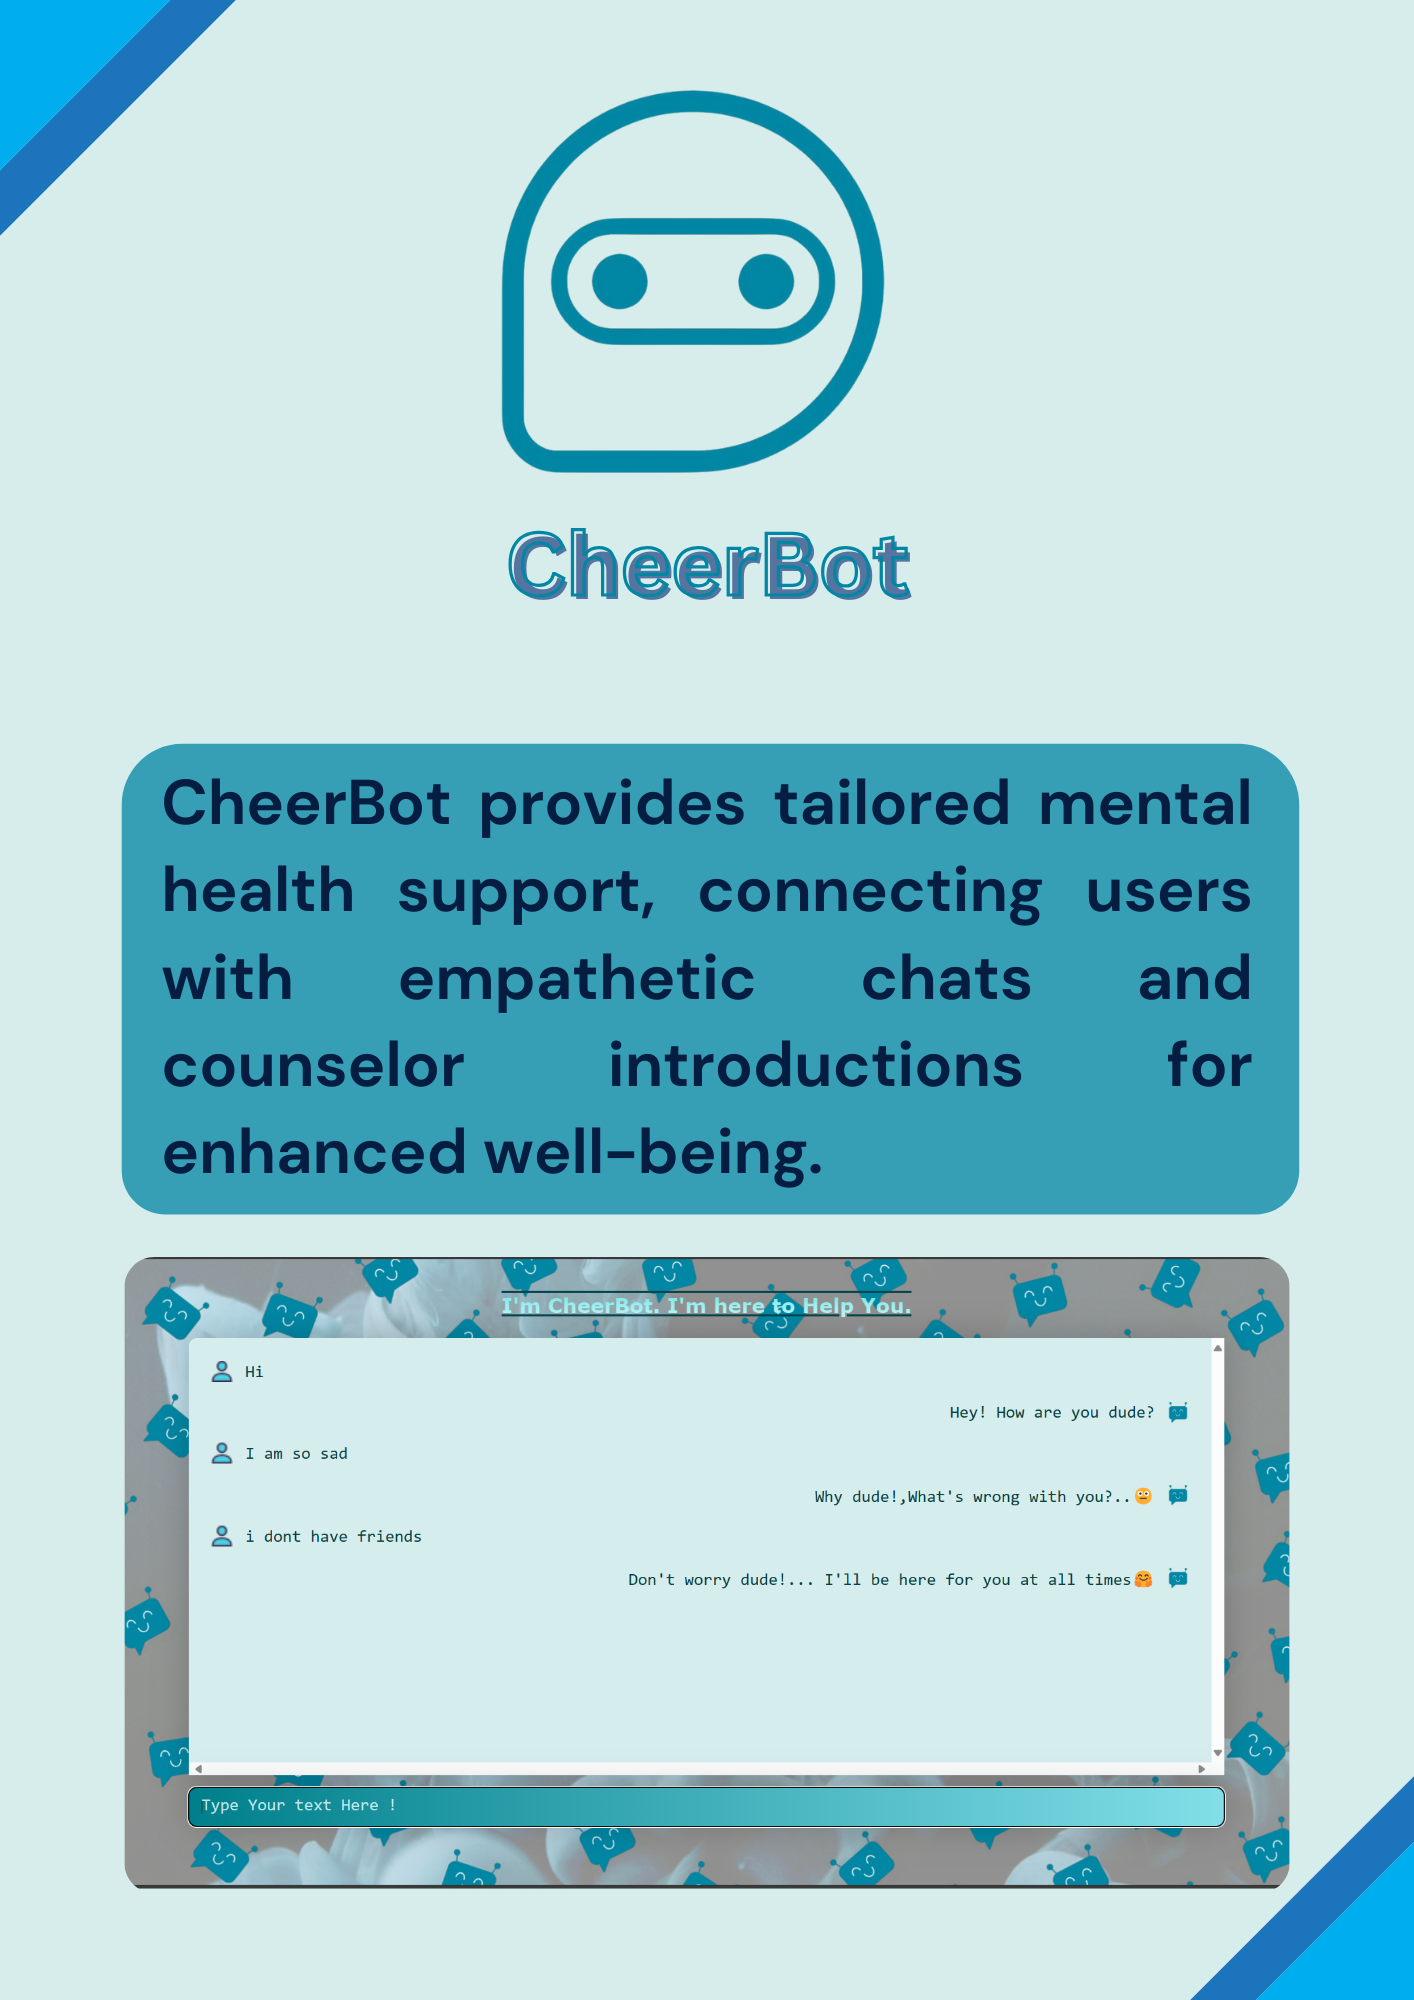 CheerBot
CheerBot provides tailored mental
health support, connecting users
with empathetic chats and
counselor introductions for
enhanced well-being.
I'm CheerBot. I'm here to Help You.
Hi
Hey! How are you dude?
I am so sad
Why dude!,What's wrong with you?..😳
i dont have friends
Don't worry dude!... I'll be here for you at all times🤗
Type Your text Here !